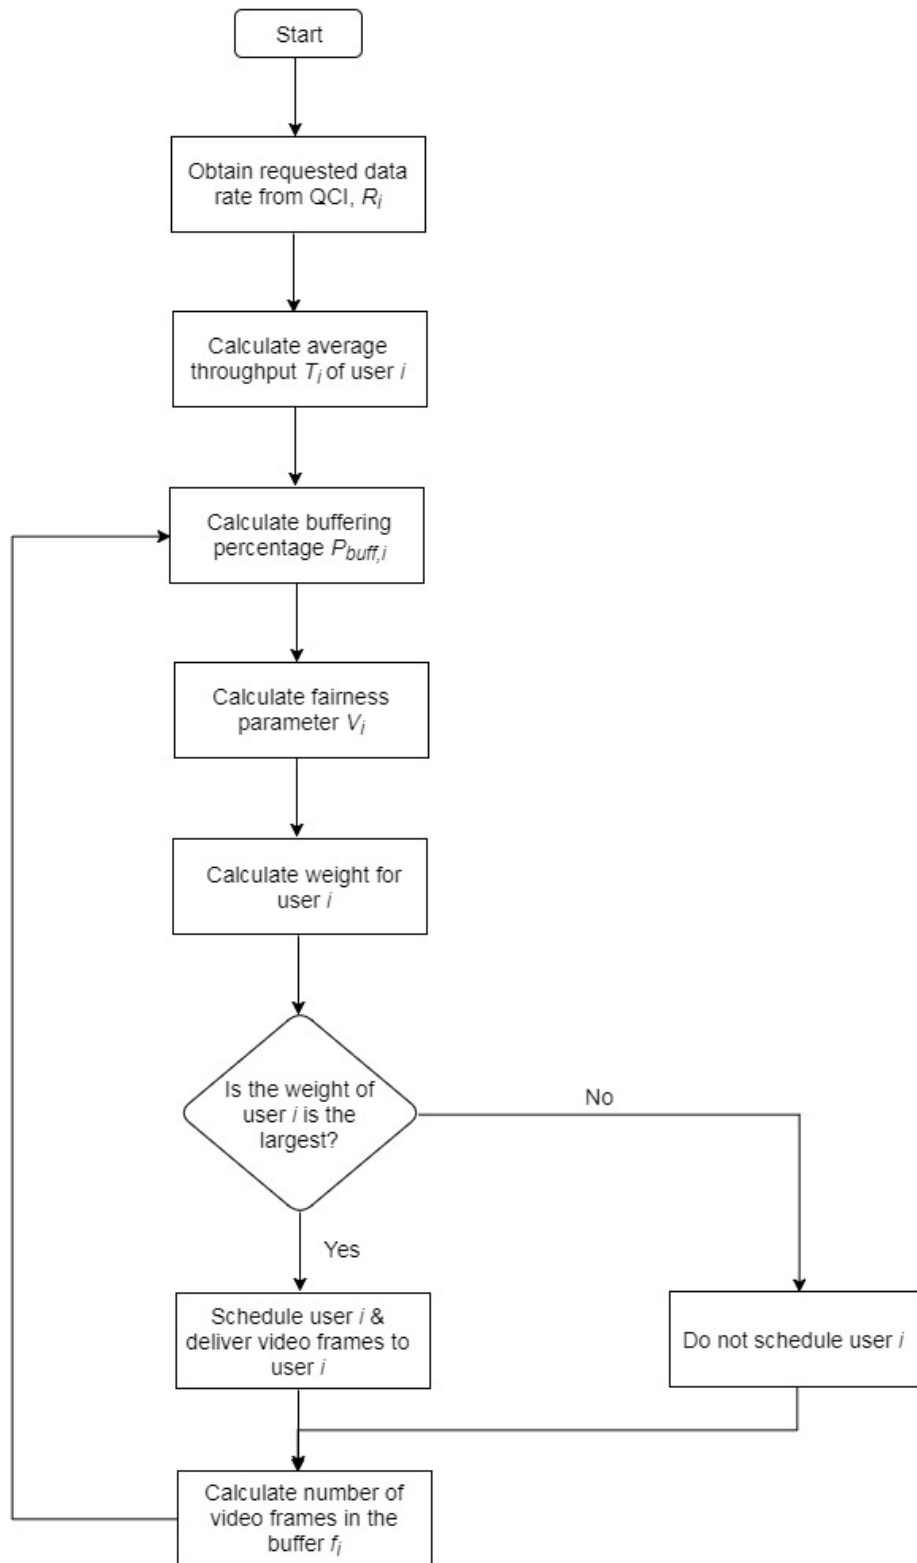 Start
Obtain requested data
rate from QCI, Ri
Calculate average
throughput Ti of user i
Calculate buffering
percentage Pbuff,i
Calculate fairness
parameter Vi
Calculate weight for
user i
Is the weight of
user i is the
largest?
No
Yes
Schedule user i &
deliver video frames to
user i
Do not schedule user i
Calculate number of
video frames in the
buffer fi